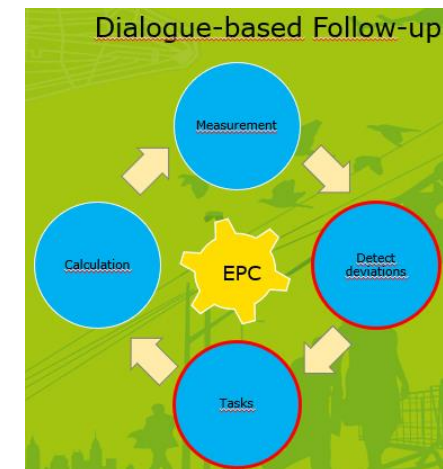 Dialogue-based Follow-up
Measurement
Calculation
EPC
Detect
deviations
Tasks